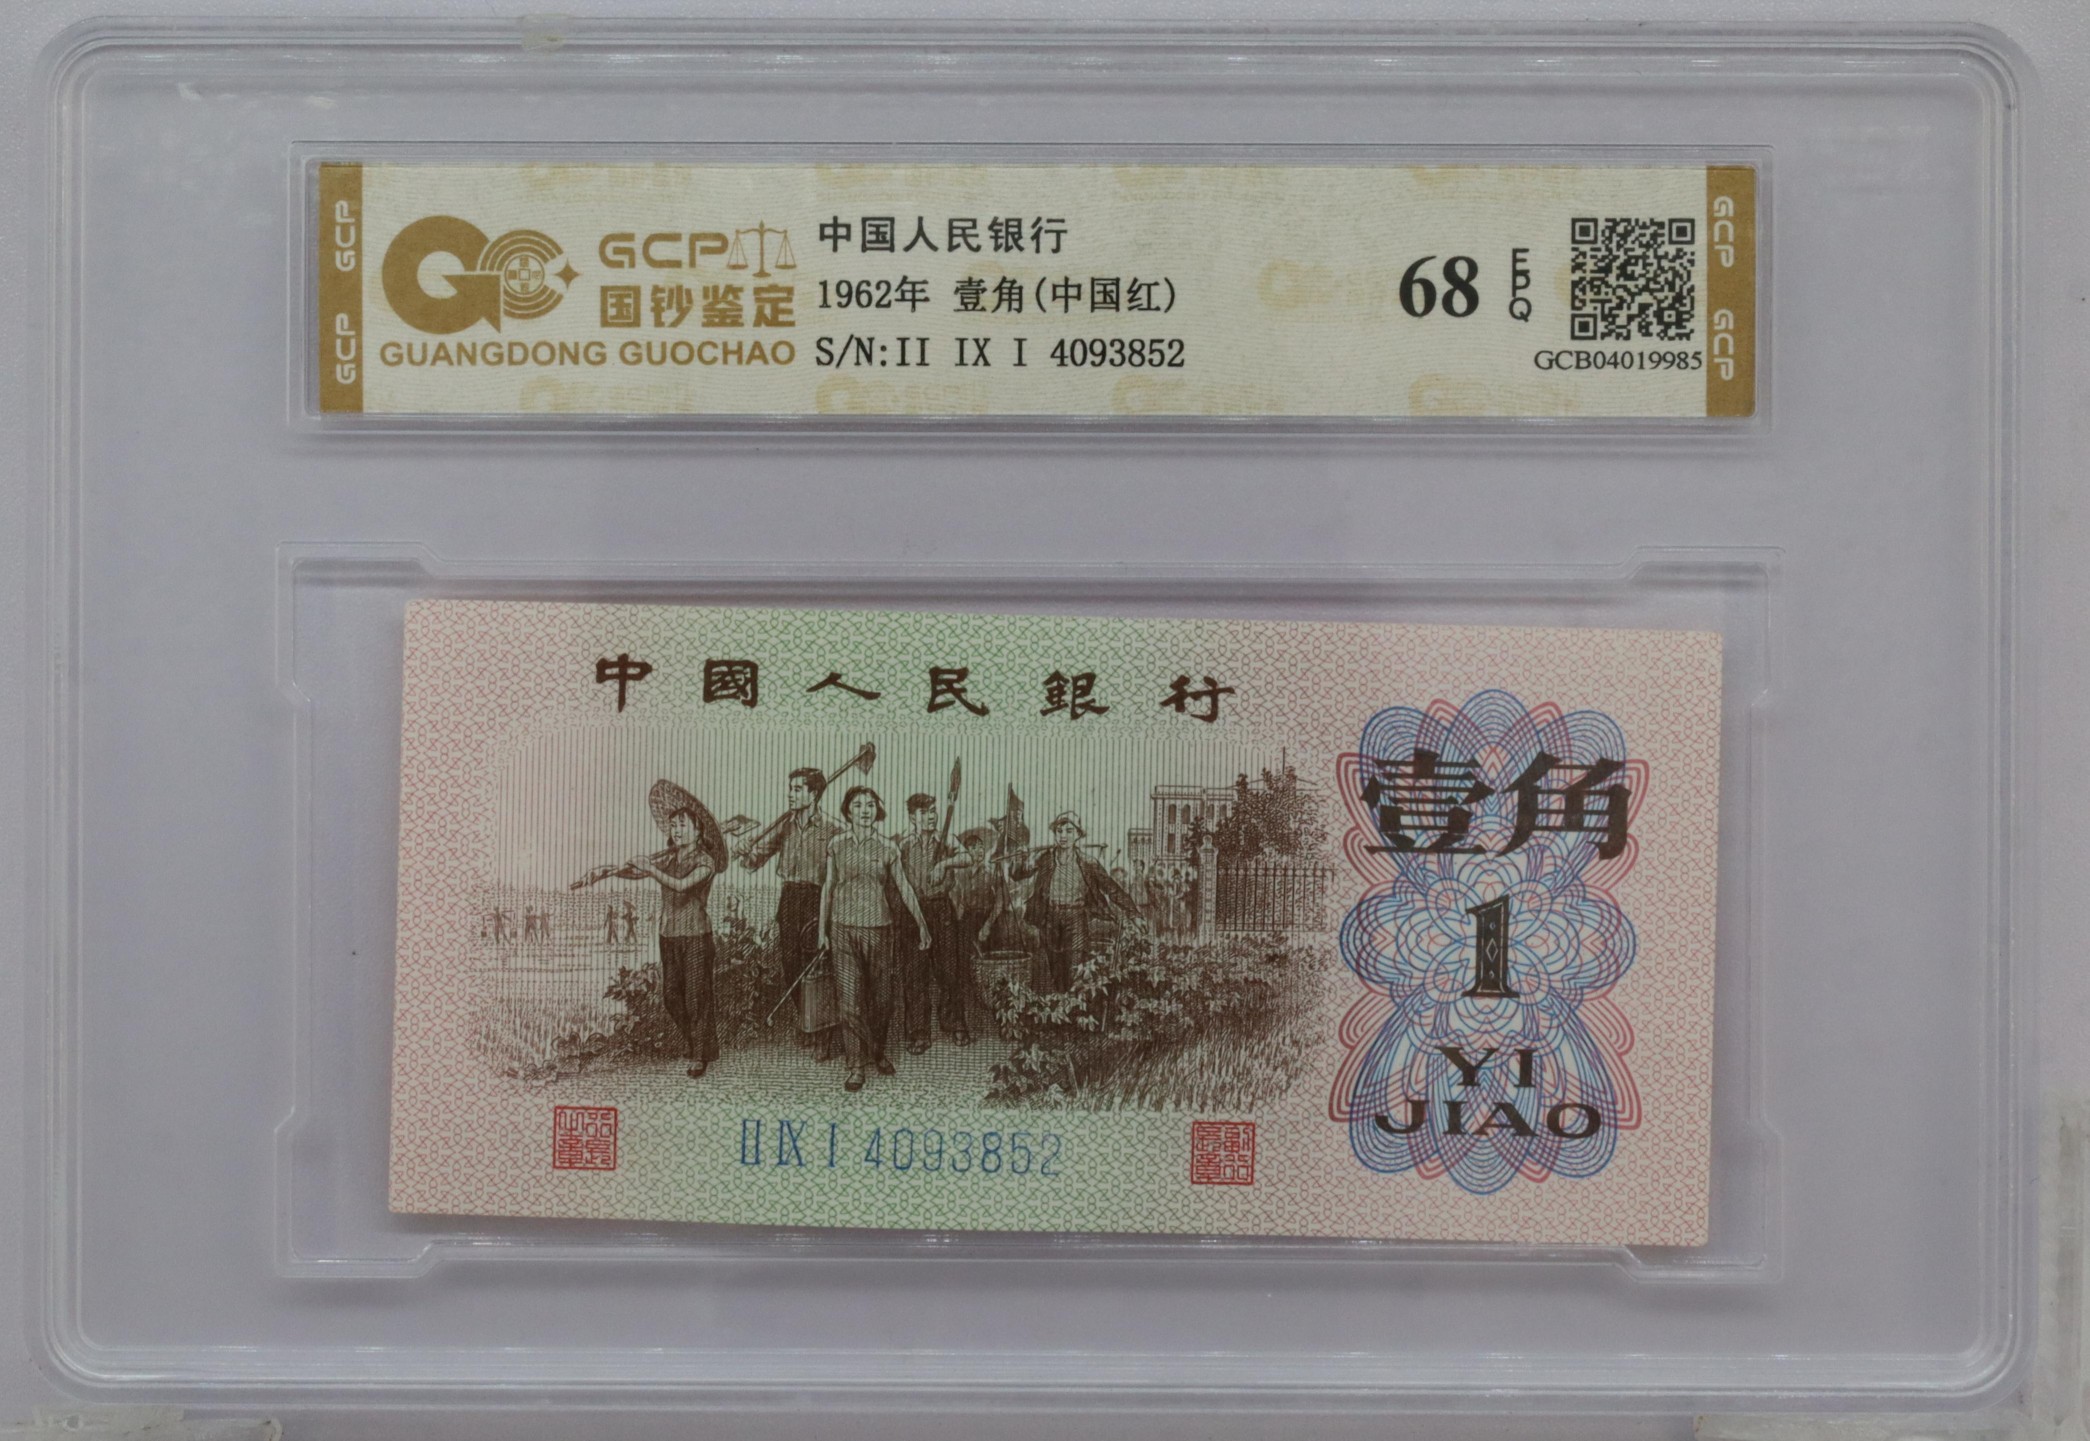 GCP
国钞鉴定
GUANGDONG GUOCHAO
中国人民银行
1962年 壹角(中国红)
S/N:II IX I 4093852
68 EPQ
GCB04019985
GCP GCP
GCP GCP
中國人民銀行
壹角
1
YI
JIAO
II IX I 4093852